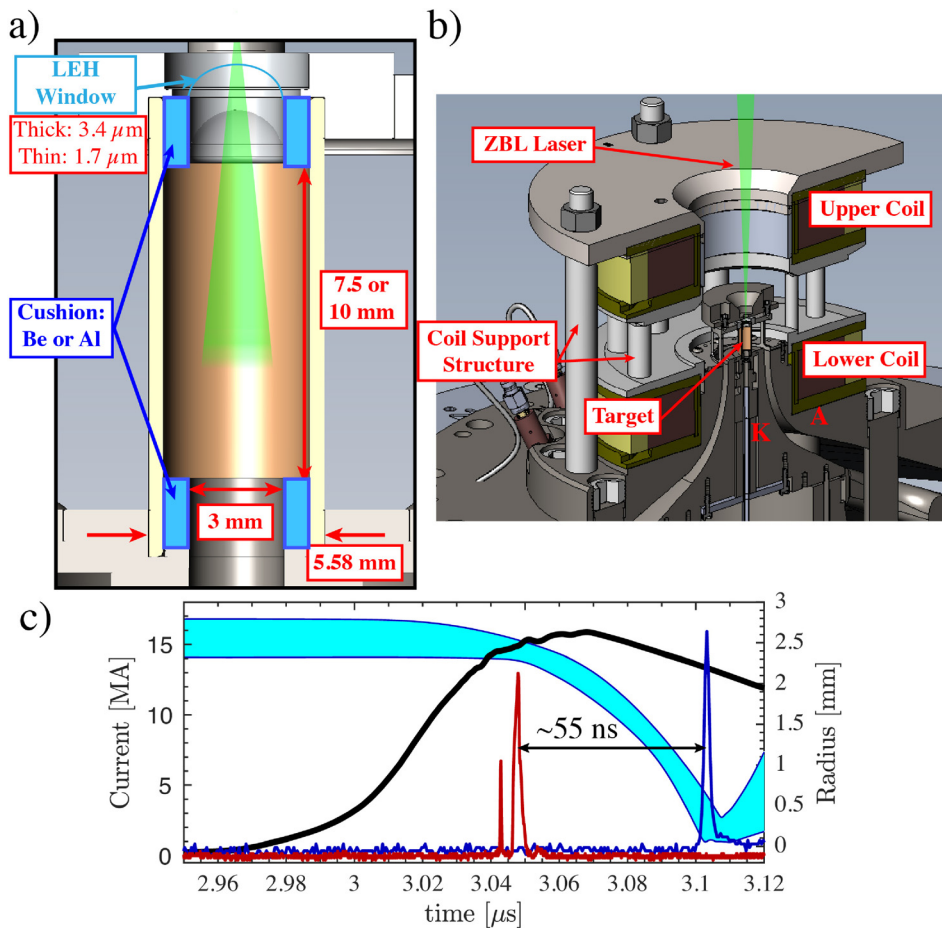 a)
LEH
Window
Thick: 3.4 μm
Thin: 1.7 μm
Cushion:
Be or Al
7.5 or
10 mm
3 mm
5.58 mm
b)
ZBL Laser
Upper Coil
Coil Support
Structure
Lower Coil
Target
A
K
c)
Current [MA]
15
10
5
0
~55 ns
3
2.5
2
1.5
1
0.5
0
Radius [mm]
2.96
2.98
3
3.02
3.04
3.06
3.08
3.1
3.12
time [μs]